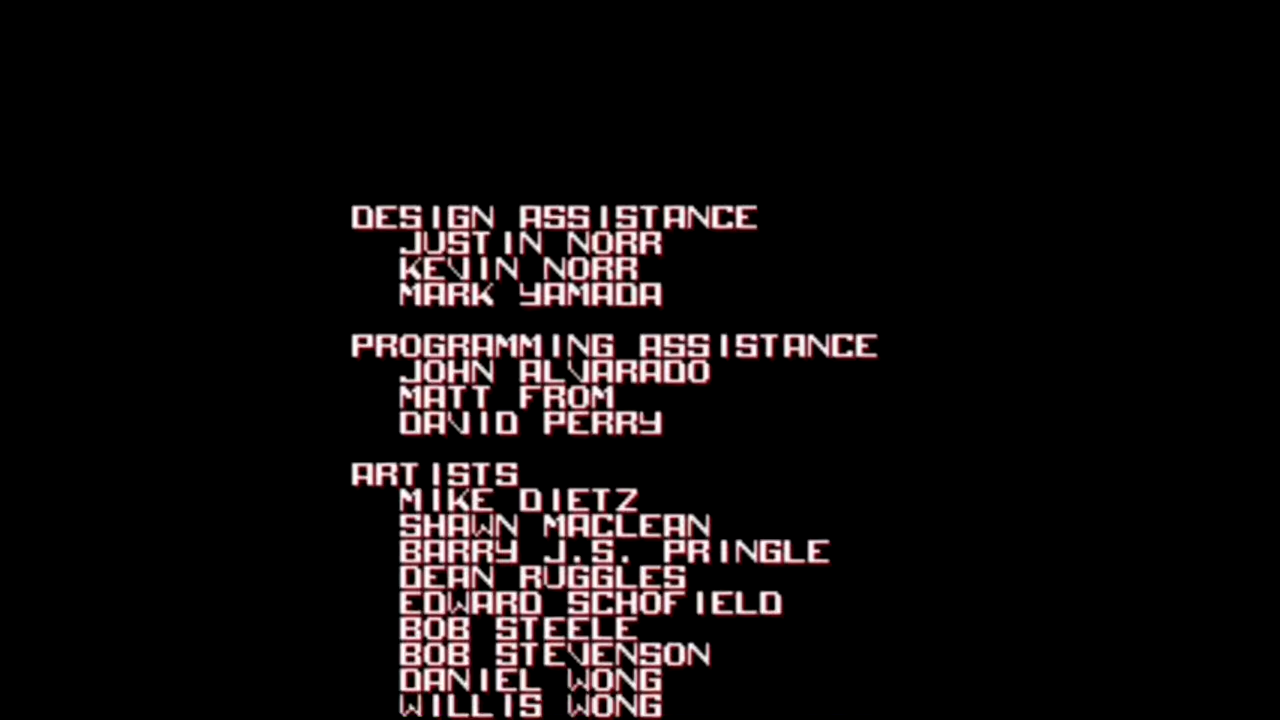 DESIGN ASSISTANCE
JUSTIN NORR
KEVIN NORR
MARK YAMADA
PROGRAMMING ASSISTANCE
JOHN ALVARADO
MATT FROM
DAVID PERRY
ARTISTS
MIKE DIETZ
SHAWN MACLEAN
BARRY J.S. PRINGLE
DEAN RUGGLES
EDWARD SCHOFIELD
BOB STEELE
BOB STEVENSON
DANIEL WONG
WILLIS WONG